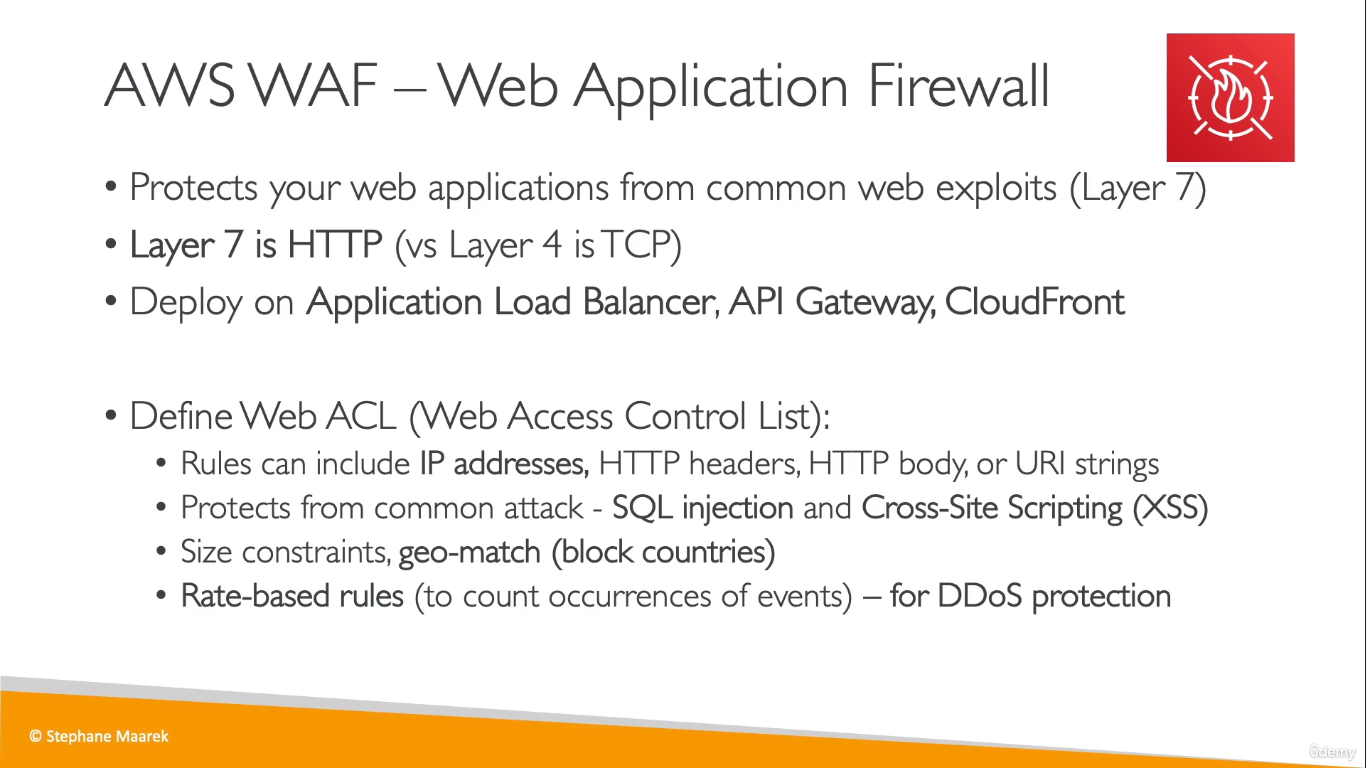 AWS WAF – Web Application Firewall
• Protects your web applications from common web exploits (Layer 7)
• Layer 7 is HTTP (vs Layer 4 is TCP)
• Deploy on Application Load Balancer, API Gateway, CloudFront
• Define Web ACL (Web Access Control List):
• Rules can include IP addresses, HTTP headers, HTTP body, or URI strings
• Protects from common attack - SQL injection and Cross-Site Scripting (XSS)
• Size constraints, geo-match (block countries)
• Rate-based rules (to count occurrences of events) – for DDoS protection
© Stephane Maarek
ûdemy